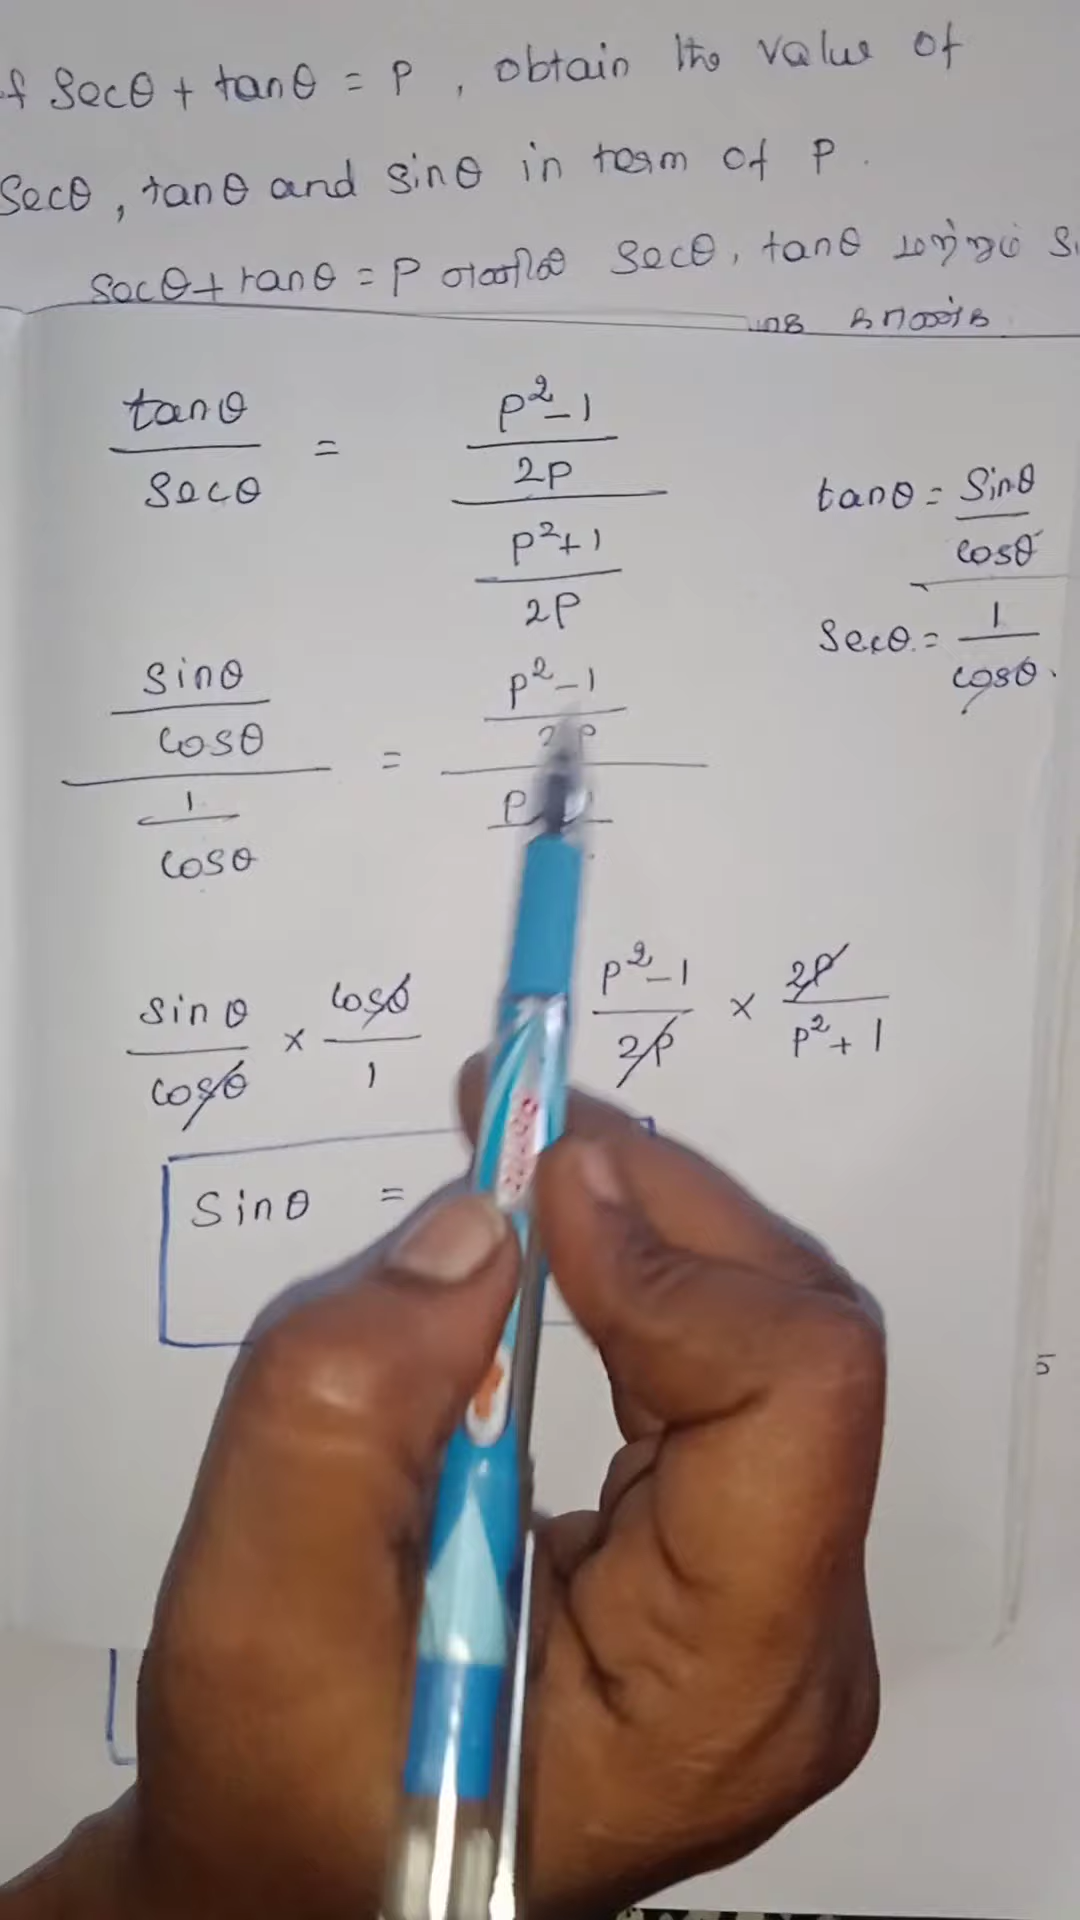 If Secθ + tanθ = P, obtain the value of
Secθ, tanθ and sinθ in term of P.
secθ + tanθ = P எனில் Secθ, tanθ மற்றும்
காண்க
tanθ / Secθ = (P²-1 / 2P) / (P²+1 / 2P)
tanθ = Sinθ / cosθ
Secθ = 1 / cosθ.
(Sinθ / cosθ) / (1 / cosθ) = P²-1
Sinθ / cosθ × cosθ / 1 P²-1 / 2P × 2P / P²+1
Sinθ =
5